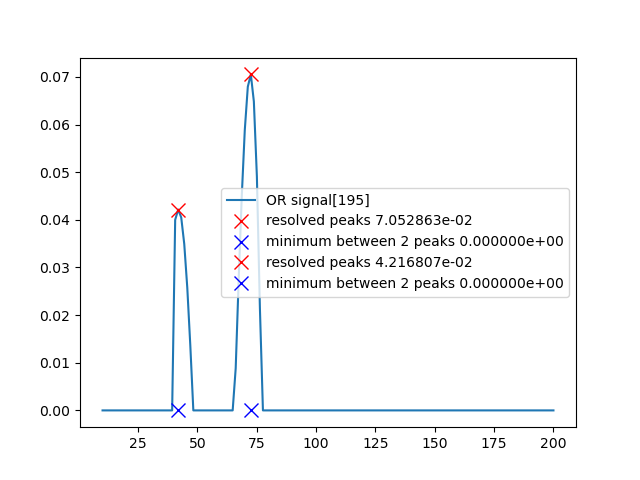 0.07
0.06
0.05
0.04
0.03
0.02
0.01
0.00
OR signal[195]
resolved peaks 7.052863e-02
minimum between 2 peaks 0.000000e+00
resolved peaks 4.216807e-02
minimum between 2 peaks 0.000000e+00
25 50 75 100 125 150 175 200